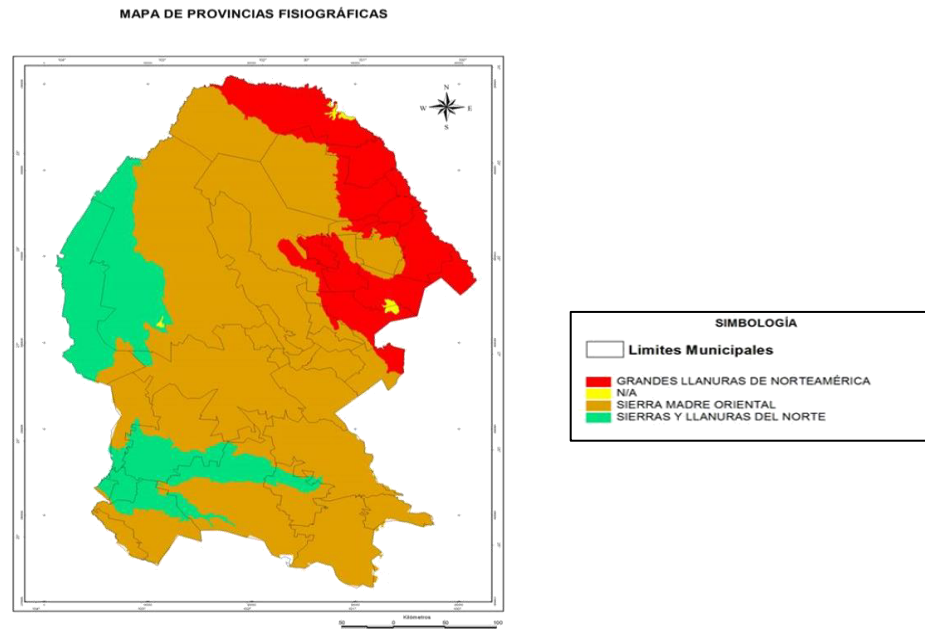 MAPA DE PROVINCIAS FISIOGRÁFICAS
N
W E
S
SIMBOLOGÍA
Limites Municipales
GRANDES LLANURAS DE NORTEAMÉRICA
N/A
SIERRA MADRE ORIENTAL
SIERRAS Y LLANURAS DEL NORTE
Kilómetros
50 0 50 100